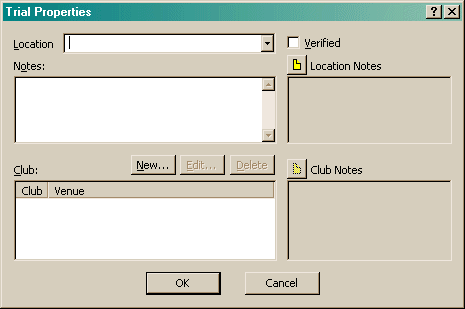 Trial Properties
Location
Verified
Notes:
Location Notes
Club:
New...
Edit...
Delete
Club Notes
Club Venue
OK
Cancel